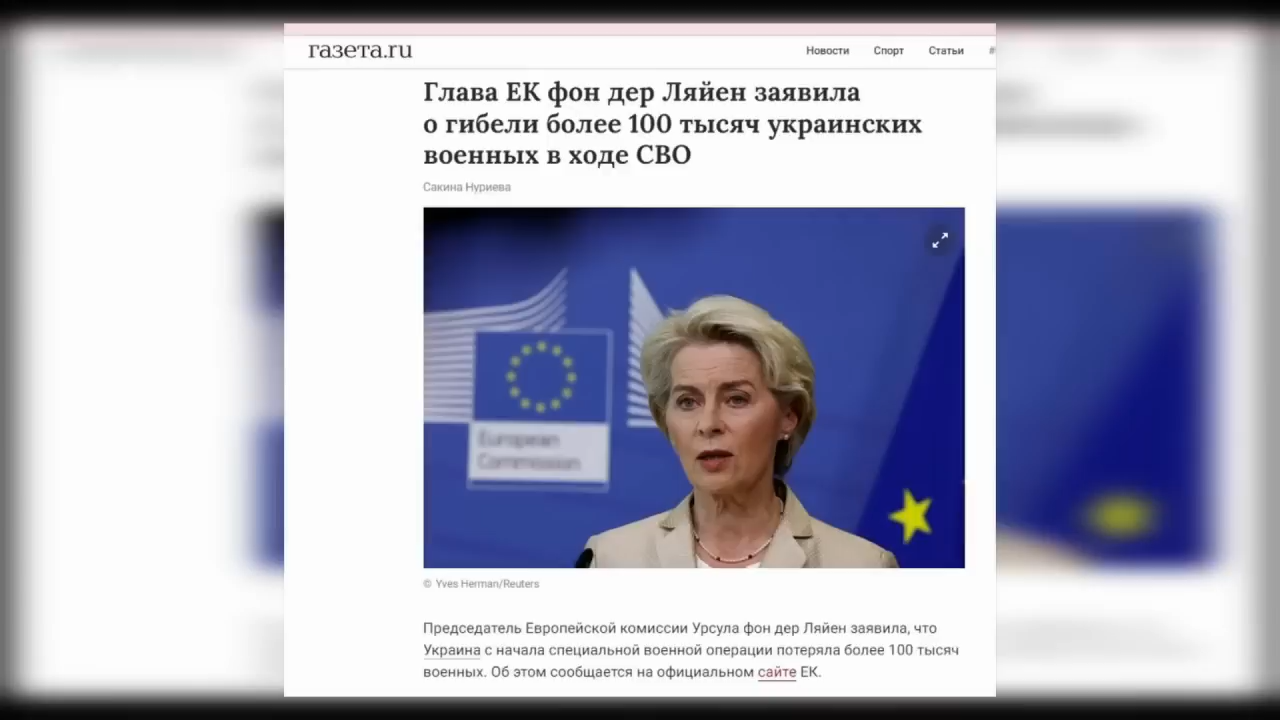 газета.ru
Новости Спорт Статьи
Глава ЕК фон дер Ляйен заявила
о гибели более 100 тысяч украинских
военных в ходе СВО
Сакина Нуриева
European
Commission
© Yves Herman/Reuters
Председатель Европейской комиссии Урсула фон дер Ляйен заявила, что
Украина с начала специальной военной операции потеряла более 100 тысяч
военных. Об этом сообщается на официальном сайте ЕК.